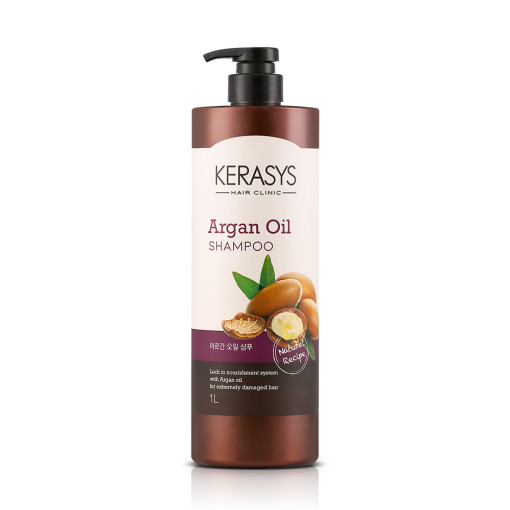 KERASYS
HAIR CLINIC
Argan Oil
SHAMPOO
Natural
Recipe
아르간 오일 샴푸
Lock in nourishment system
with Argan oil
for extremely damaged hair
1L